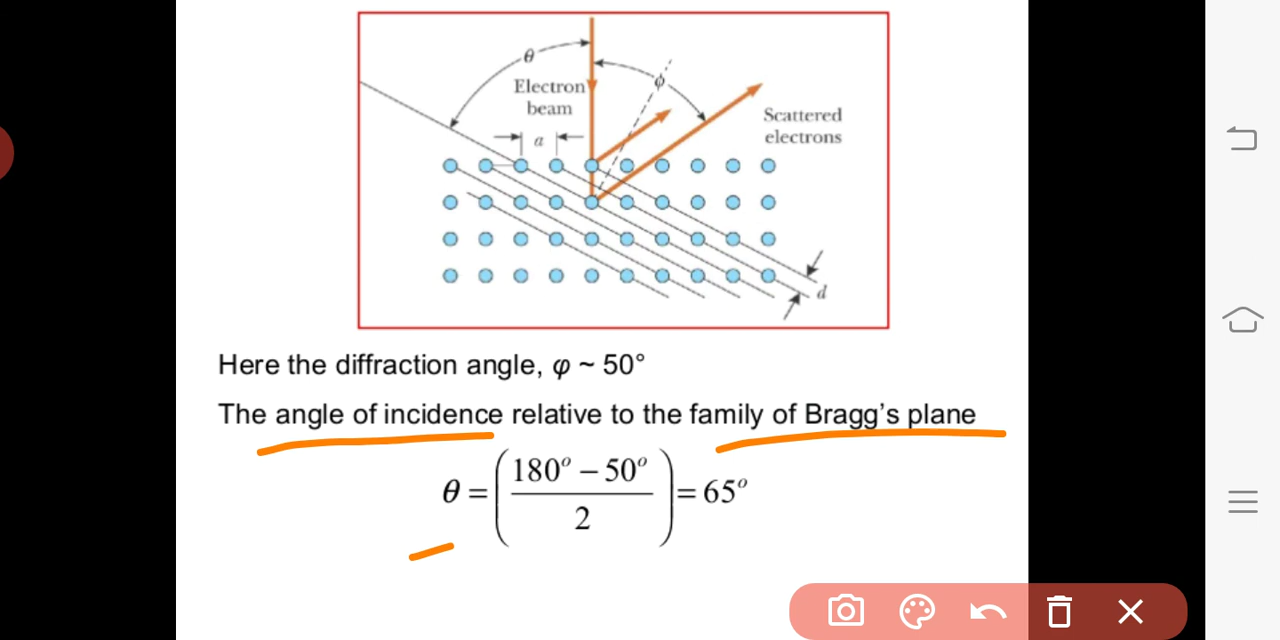 θ
ϕ
Electron
beam
Scattered
electrons
a
d
Here the diffraction angle, φ ~ 50°
The angle of incidence relative to the family of Bragg's plane
θ = (180° – 50° / 2) = 65°